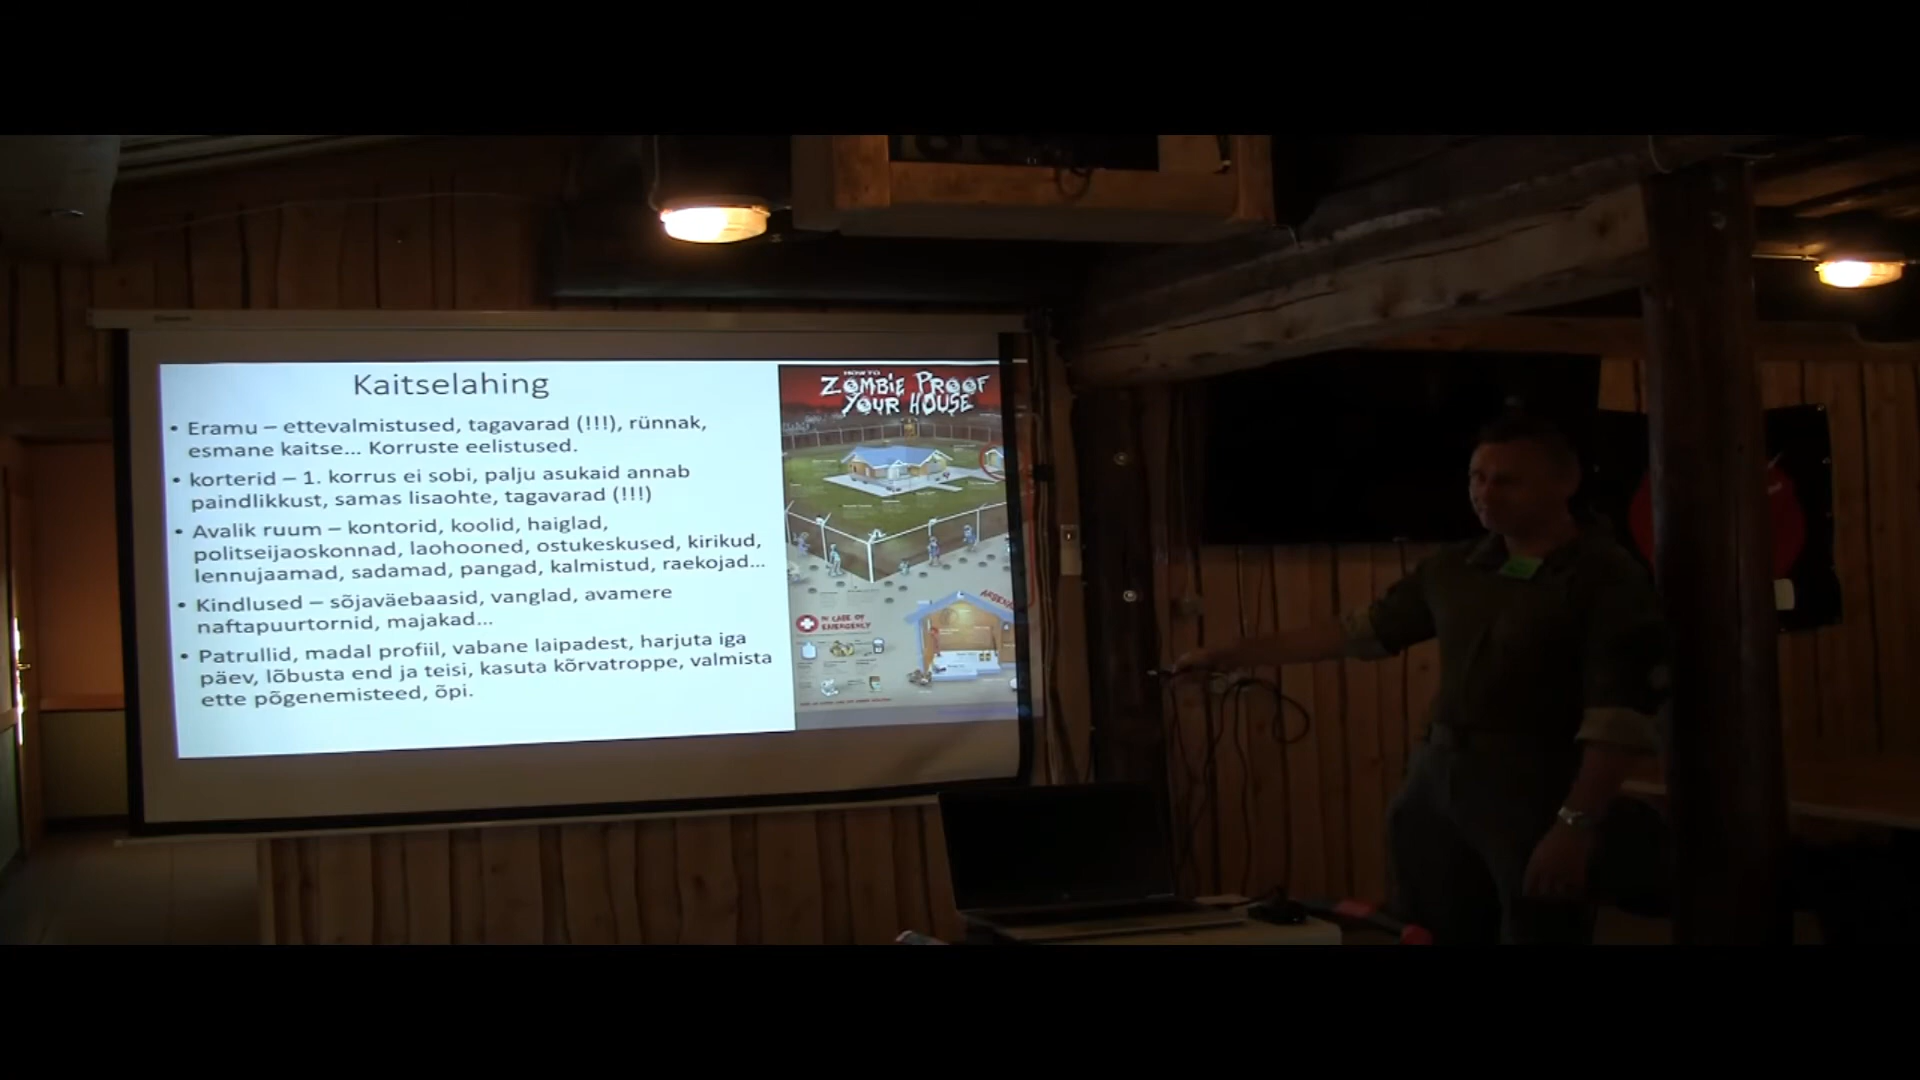 Kaitselahing
• Eramu – ettevalmistused, tagavarad (!!!), rünnak,
esmane kaitse... Korruste eelistused.
• korterid – 1. korrus ei sobi, palju asukaid annab
paindlikkust, samas lisaohte, tagavarad (!!!)
• Avalik ruum – kontorid, koolid, haiglad,
politseijaoskonnad, laohooned, ostukeskused, kirikud,
lennujaamad, sadamad, pangad, kalmistud, raekojad...
• Kindlused – sõjaväebaasid, vanglad, avamere
naftapuurtornid, majakad...
• Patrullid, madal profiil, vabane laipadest, harjuta iga
päev, lõbusta end ja teisi, kasuta kõrvatroppe, valmista
ette põgenemisteed, õpi.
HOW TO
ZOMBIE PROOF
YOUR HOUSE
IN CASE OF
EMERGENCY